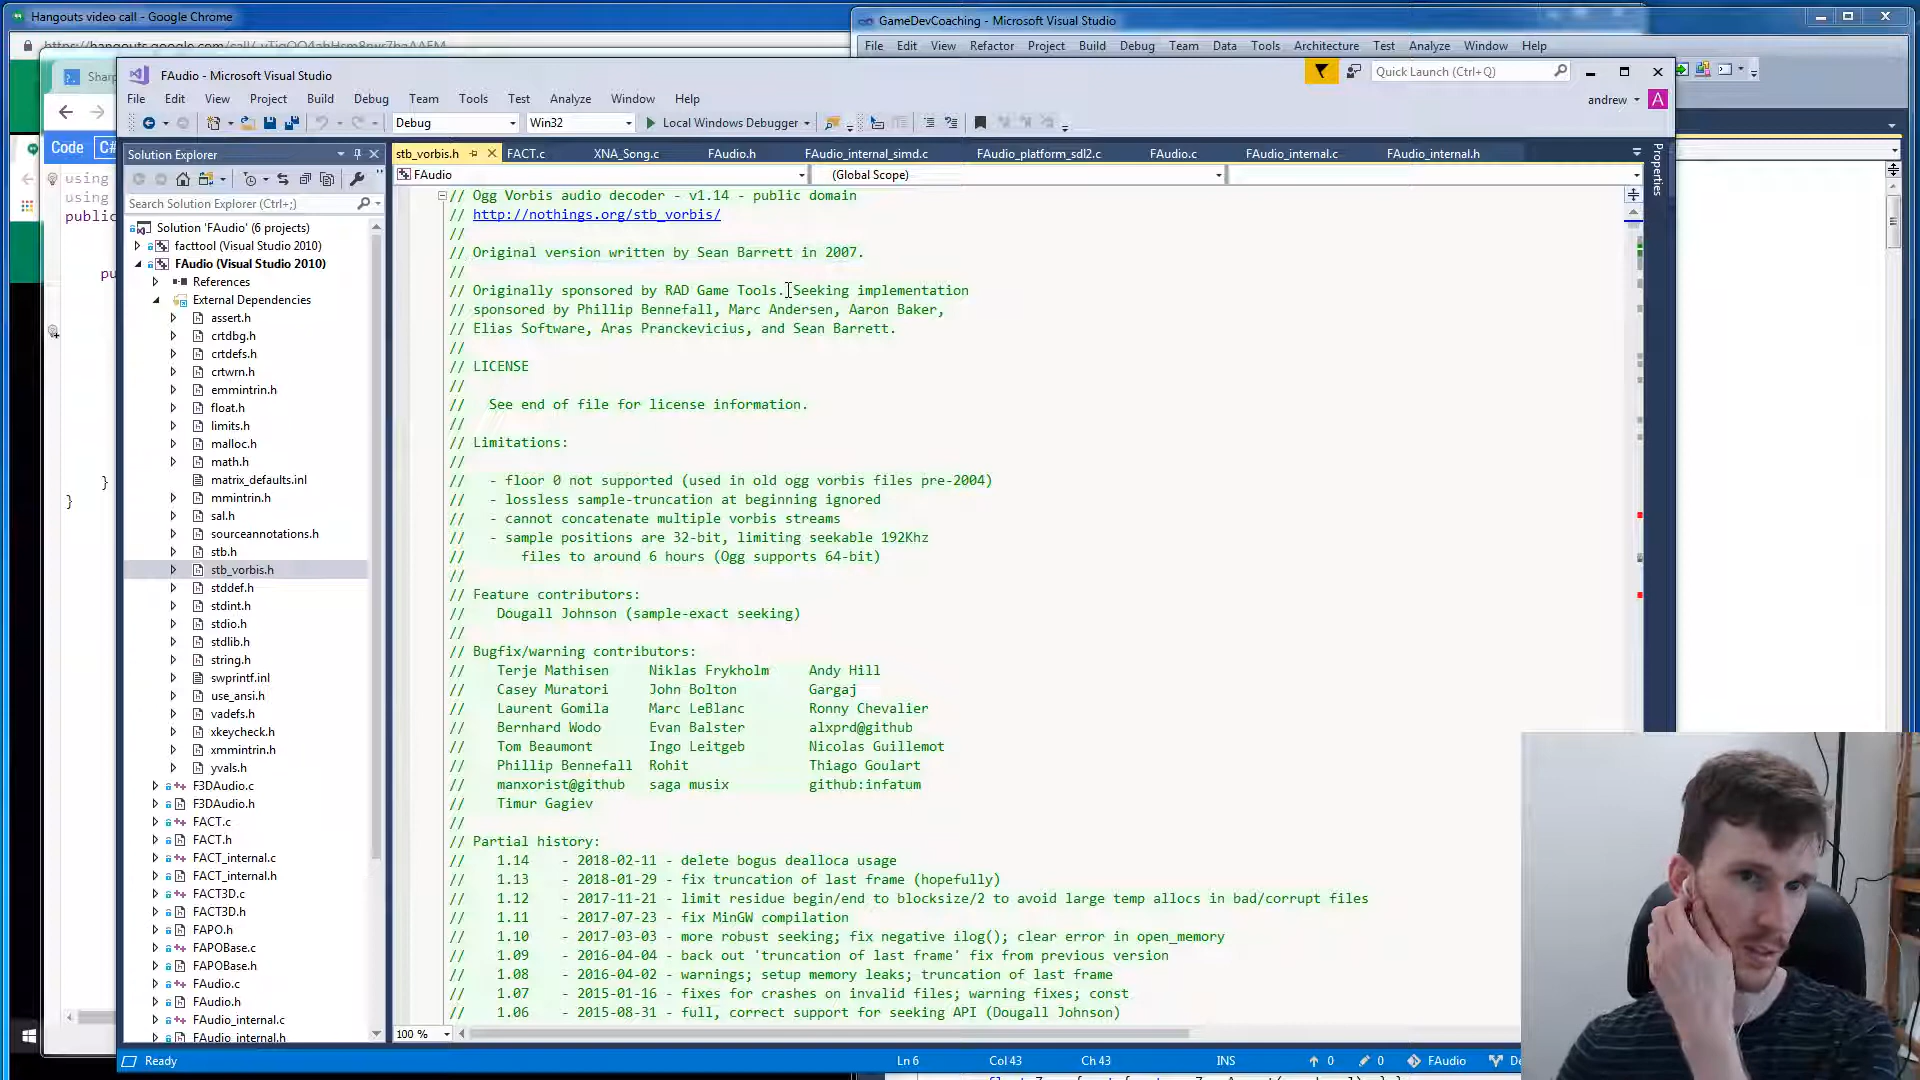 Hangouts video call - Google Chrome
GameDevCoaching - Microsoft Visual Studio
File Edit View Refactor Project Build Debug Team Data Tools Architecture Test Analyze Window Help
Sharp
FAudio - Microsoft Visual Studio
Quick Launch (Ctrl+Q)
File Edit View Project Build Debug Team Tools Test Analyze Window Help
andrew
A
Debug Win32 Local Windows Debugger
Code C#
stb_vorbis.h FACT.c XNA_Song.c FAudio.h FAudio_internal_simd.c FAudio_platform_sdl2.c FAudio.c FAudio_internal.c FAudio_internal.h
Properties
FAudio (Global Scope)
using
using
public
pu
}
}
Solution Explorer
Search Solution Explorer (Ctrl+;)
Solution 'FAudio' (6 projects)
facttool (Visual Studio 2010)
FAudio (Visual Studio 2010)
References
External Dependencies
assert.h
crtdbg.h
crtdefs.h
crtwrn.h
emmintrin.h
float.h
limits.h
malloc.h
math.h
matrix_defaults.inl
mmintrin.h
sal.h
sourceannotations.h
stb.h
stb_vorbis.h
stddef.h
stdint.h
stdio.h
stdlib.h
string.h
swprintf.inl
use_ansi.h
vadefs.h
xkeycheck.h
xmmintrin.h
yvals.h
F3DAudio.c
F3DAudio.h
FACT.c
FACT.h
FACT_internal.c
FACT_internal.h
FACT3D.c
FACT3D.h
FAPO.h
FAPOBase.c
FAPOBase.h
FAudio.c
FAudio.h
FAudio_internal.c
FAudio_internal.h
// Ogg Vorbis audio decoder - v1.14 - public domain
// http://nothings.org/stb_vorbis/
//
// Original version written by Sean Barrett in 2007.
//
// Originally sponsored by RAD Game Tools. Seeking implementation
// sponsored by Phillip Bennefall, Marc Andersen, Aaron Baker,
// Elias Software, Aras Pranckevicius, and Sean Barrett.
//
// LICENSE
//
// See end of file for license information.
//
// Limitations:
//
// - floor 0 not supported (used in old ogg vorbis files pre-2004)
// - lossless sample-truncation at beginning ignored
// - cannot concatenate multiple vorbis streams
// - sample positions are 32-bit, limiting seekable 192Khz
// files to around 6 hours (Ogg supports 64-bit)
//
// Feature contributors:
// Dougall Johnson (sample-exact seeking)
//
// Bugfix/warning contributors:
// Terje Mathisen Niklas Frykholm Andy Hill
// Casey Muratori John Bolton Gargaj
// Laurent Gomila Marc LeBlanc Ronny Chevalier
// Bernhard Wodo Evan Balster alxprd@github
// Tom Beaumont Ingo Leitgeb Nicolas Guillemot
// Phillip Bennefall Rohit Thiago Goulart
// manxorist@github saga musix github:infatum
// Timur Gagiev
//
// Partial history:
// 1.14 - 2018-02-11 - delete bogus dealloca usage
// 1.13 - 2018-01-29 - fix truncation of last frame (hopefully)
// 1.12 - 2017-11-21 - limit residue begin/end to blocksize/2 to avoid large temp allocs in bad/corrupt files
// 1.11 - 2017-07-23 - fix MinGW compilation
// 1.10 - 2017-03-03 - more robust seeking; fix negative ilog(); clear error in open_memory
// 1.09 - 2016-04-04 - back out 'truncation of last frame' fix from previous version
// 1.08 - 2016-04-02 - warnings; setup memory leaks; truncation of last frame
// 1.07 - 2015-01-16 - fixes for crashes on invalid files; warning fixes; const
// 1.06 - 2015-08-31 - full, correct support for seeking API (Dougall Johnson)
100 %
Ready Ln 6 Col 43 Ch 43 INS 0 0 FAudio De